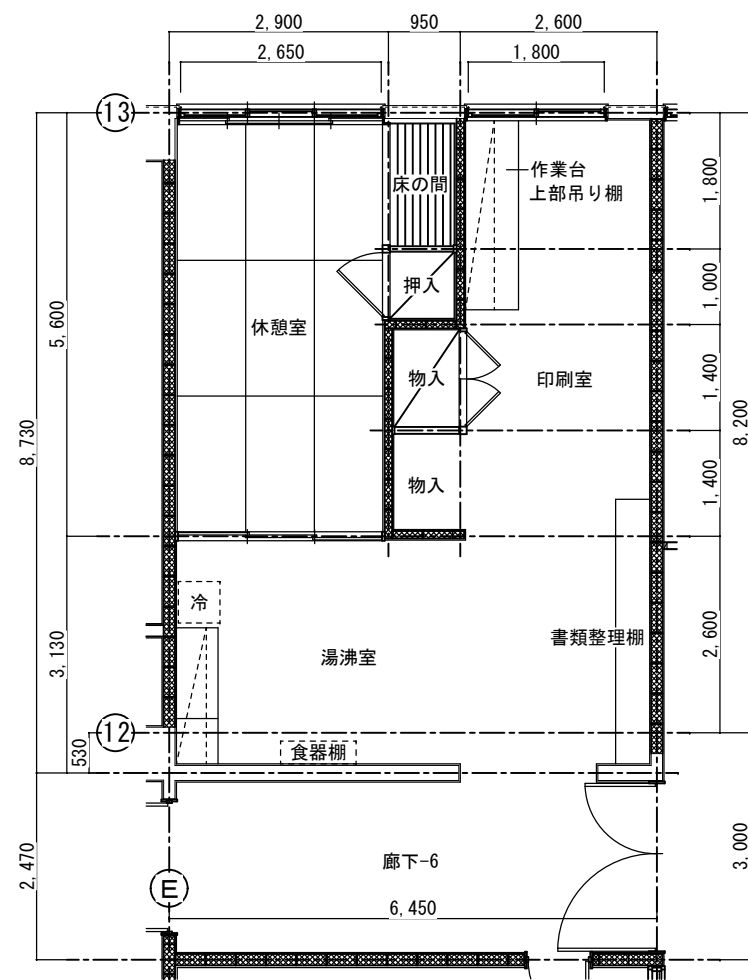 2,900
950
2,600
2,650
1,800
13
床の間
作業台
上部吊り棚
1,800
押入
1,000
5,600
休憩室
物入
印刷室
1,400
8,730
8,200
物入
1,400
冷
湯沸室
書類整理棚
3,130
2,600
12
530
食器棚
廊下-6
2,470
3,000
E
6,450